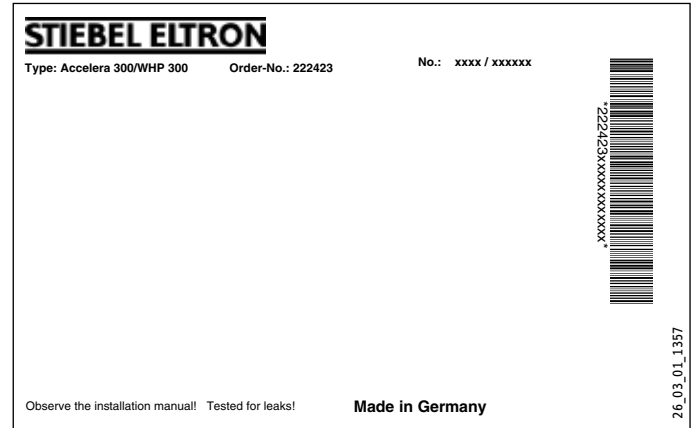 STIEBEL ELTRON
Type: Accelera 300/WHP 300 Order-No.: 222423 No.: xxxx / xxxxxx
*222423xxxxxxxxxxxxx*
Observe the installation manual! Tested for leaks! Made in Germany
26_03_01_1357